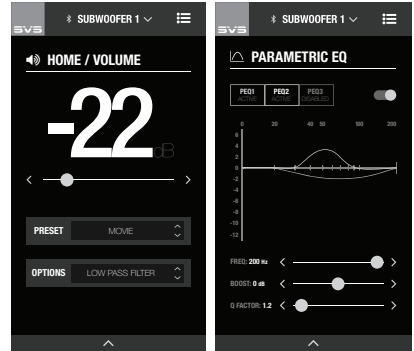 SVS
SUBWOOFER 1
HOME / VOLUME
-22
dB
PRESET MOVIE
OPTIONS LOW PASS FILTER
SVS
SUBWOOFER 1
PARAMETRIC EQ
PEQ1 PEQ2 PEQ3
ACTIVE ACTIVE DISABLED
0 20 40 50 100 200
6
4
2
0
-2
-4
-6
-8
-10
-12
FREQ: 200 Hz
BOOST: 0 dB
Q FACTOR: 1.2